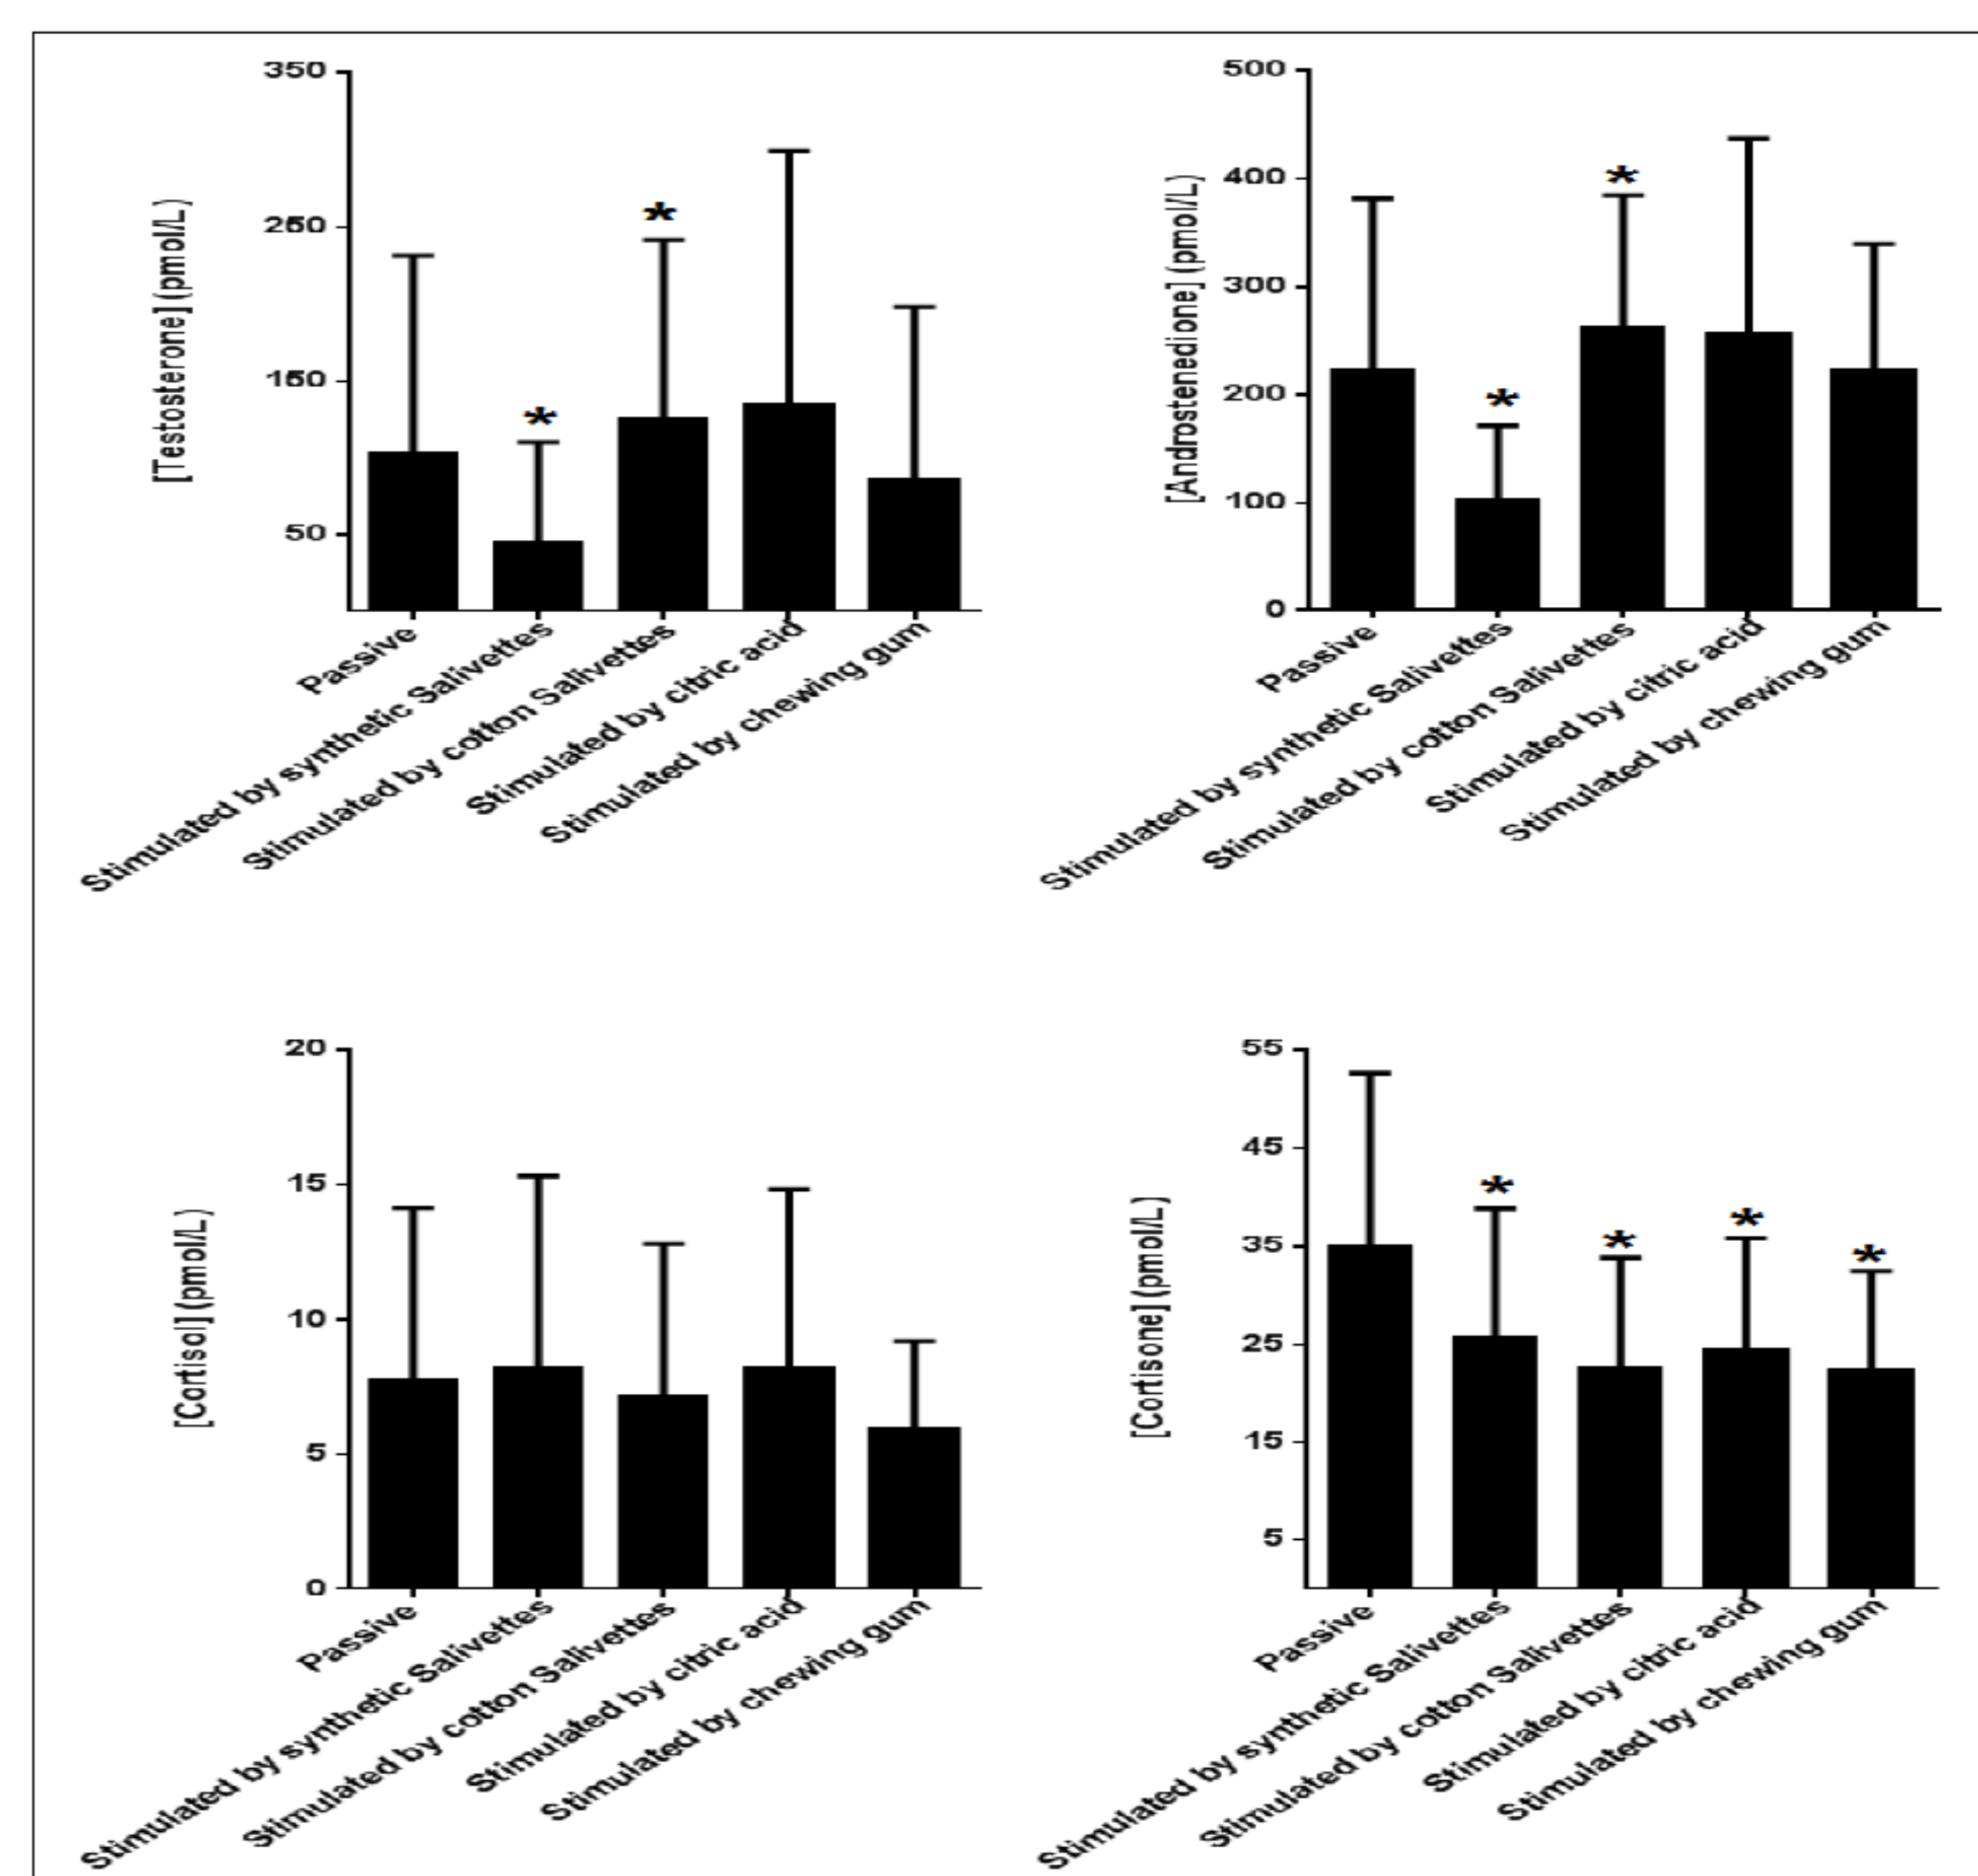 [Testosterone] (pmol/L)
350
250
150
50
*
*
Passive
Stimulated by synthetic Salivettes
Stimulated by cotton Salivettes
Stimulated by citric acid
Stimulated by chewing gum
[Androstenedione] (pmol/L)
500
400
300
200
100
0
*
*
Passive
Stimulated by synthetic Salivettes
Stimulated by cotton Salivettes
Stimulated by citric acid
Stimulated by chewing gum
[Cortisol] (pmol/L)
20
15
10
5
0
Passive
Stimulated by synthetic Salivettes
Stimulated by cotton Salivettes
Stimulated by citric acid
Stimulated by chewing gum
[Cortisone] (pmol/L)
55
45
35
25
15
5
*
*
*
*
Passive
Stimulated by synthetic Salivettes
Stimulated by cotton Salivettes
Stimulated by citric acid
Stimulated by chewing gum